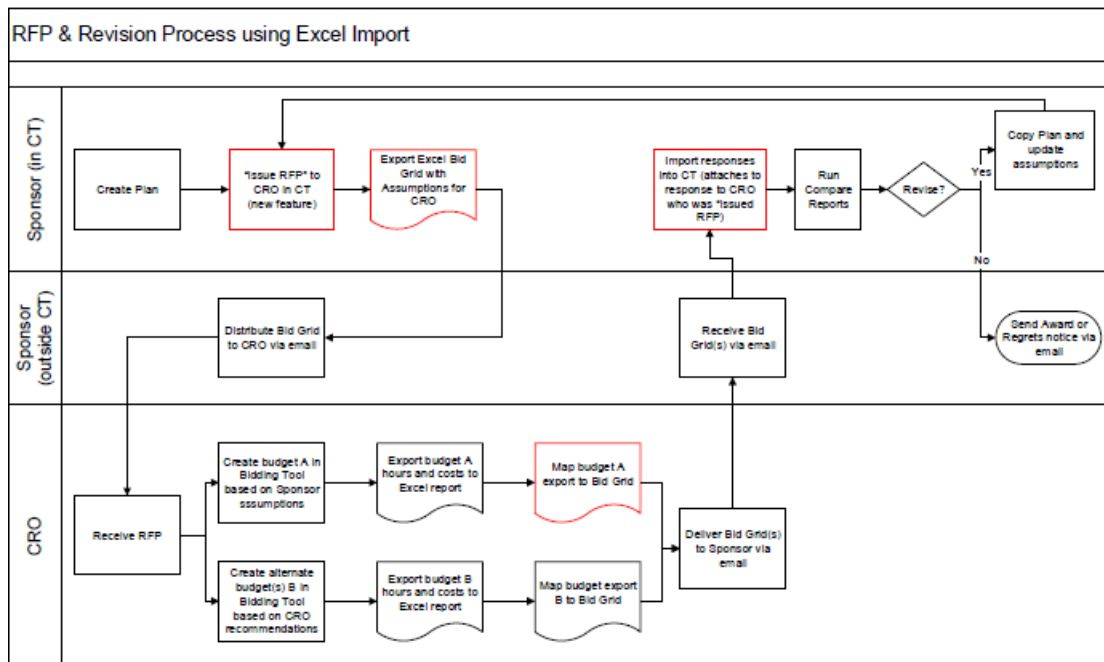 RFP & Revision Process using Excel Import
Sponsor (in CT)
Create Plan
"Issue RFP" to
CRO in CT
(new feature)
Export Excel Bid
Grid with
Assumptions for
CRO
Import responses
into CT (attaches to
response to CRO
who was "Issued
RFP)
Run
Compare
Reports
Revise?
Yes
No
Copy Plan and
update
assumptions
Sponsor
(outside CT)
Distribute Bid Grid
to CRO via email
Receive Bid
Grid(s) via email
Send Award or
Regrets notice via
email
CRO
Receive RFP
Create budget A in
Bidding Tool
based on Sponsor
sssumptions
Export budget A
hours and costs to
Excel report
Map budget A
export to Bid Grid
Create alternate
budget(s) B in
Bidding Tool
based on CRO
recommendations
Export budget B
hours and costs to
Excel report
Map budget export
B to Bid Grid
Deliver Bid Grid(s)
to Sponsor via
email